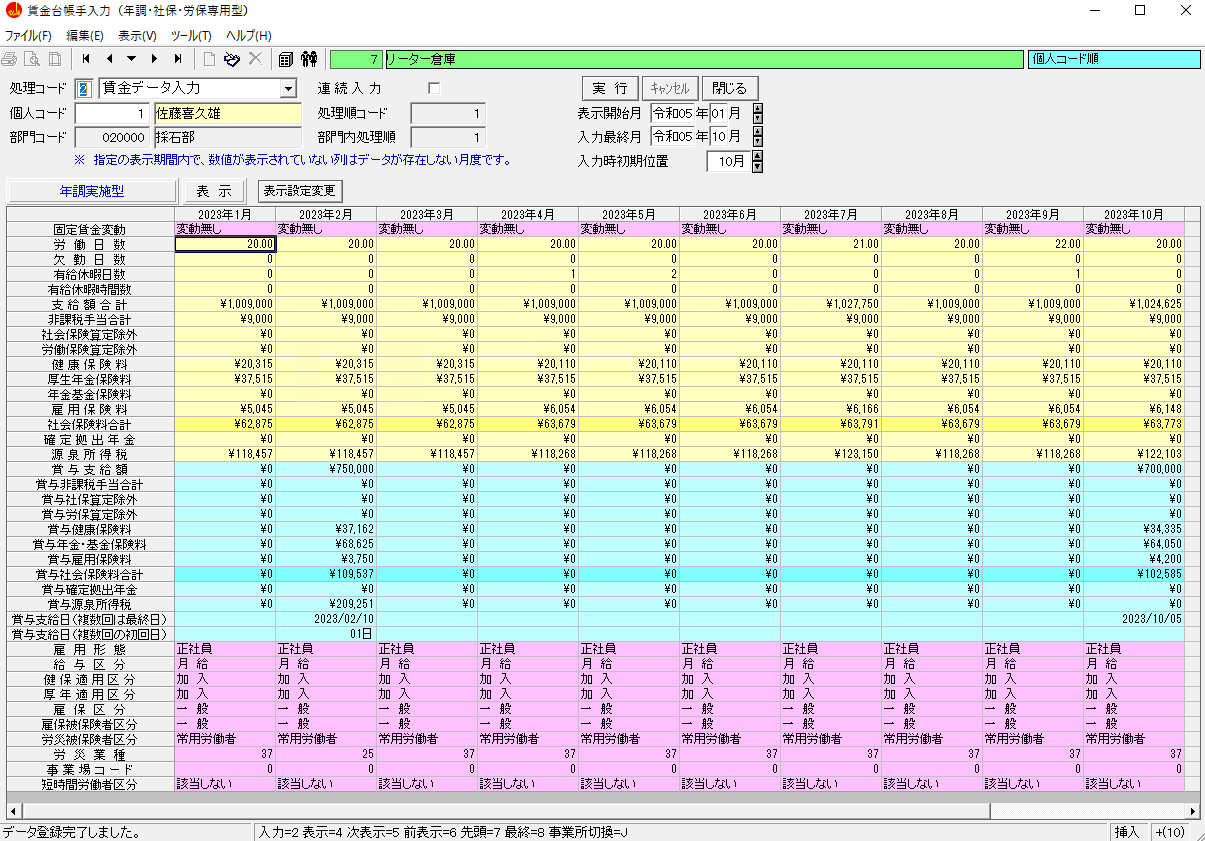 賃金台帳手入力（年調・社保・労保専用型）
ファイル(F) 編集(E) 表示(V) ツール(T) ヘルプ(H)
7 リーター倉庫 個人コード順
処理コード 2 賃金データ入力 連続入力 実行 キャンセル 閉じる
個人コード 1 佐藤喜久雄 処理順コード 1 表示開始月 令和05年01月
部門コード 020000 採石部 部門内処理順 1 入力最終月 令和05年10月
※ 指定の表示期間内で、数値が表示されていない列はデータが存在しない月度です。 入力時初期位置 10月
年調実施型 表示 表示設定変更
2023年1月 2023年2月 2023年3月 2023年4月 2023年5月 2023年6月 2023年7月 2023年8月 2023年9月 2023年10月
固定賃金変動 変動無し 変動無し 変動無し 変動無し 変動無し 変動無し 変動無し 変動無し 変動無し 変動無し
労働日数 20.00 20.00 20.00 20.00 20.00 20.00 21.00 20.00 22.00 20.00
欠勤日数 0 0 0 0 0 0 0 0 0 0
有給休暇日数 0 0 0 1 2 0 0 0 1 0
有給休暇時間数 0 0 0 0 0 0 0 0 0 0
支給額合計 ¥1,009,000 ¥1,009,000 ¥1,009,000 ¥1,009,000 ¥1,009,000 ¥1,009,000 ¥1,027,750 ¥1,009,000 ¥1,009,000 ¥1,024,625
非課税手当合計 ¥9,000 ¥9,000 ¥9,000 ¥9,000 ¥9,000 ¥9,000 ¥9,000 ¥9,000 ¥9,000 ¥9,000
社会保険算定除外 ¥0 ¥0 ¥0 ¥0 ¥0 ¥0 ¥0 ¥0 ¥0 ¥0
労働保険算定除外 ¥0 ¥0 ¥0 ¥0 ¥0 ¥0 ¥0 ¥0 ¥0 ¥0
健康保険料 ¥20,315 ¥20,315 ¥20,315 ¥20,110 ¥20,110 ¥20,110 ¥20,110 ¥20,110 ¥20,110 ¥20,110
厚生年金保険料 ¥37,515 ¥37,515 ¥37,515 ¥37,515 ¥37,515 ¥37,515 ¥37,515 ¥37,515 ¥37,515 ¥37,515
年金基金保険料 ¥0 ¥0 ¥0 ¥0 ¥0 ¥0 ¥0 ¥0 ¥0 ¥0
雇用保険料 ¥5,045 ¥5,045 ¥5,045 ¥6,054 ¥6,054 ¥6,054 ¥6,166 ¥6,054 ¥6,054 ¥6,148
社会保険料合計 ¥62,875 ¥62,875 ¥62,875 ¥63,679 ¥63,679 ¥63,679 ¥63,791 ¥63,679 ¥63,679 ¥63,773
確定拠出年金 ¥0 ¥0 ¥0 ¥0 ¥0 ¥0 ¥0 ¥0 ¥0 ¥0
源泉所得税 ¥118,457 ¥118,457 ¥118,457 ¥118,268 ¥118,268 ¥118,268 ¥123,150 ¥118,268 ¥118,268 ¥122,103
賞与支給額 ¥0 ¥750,000 ¥0 ¥0 ¥0 ¥0 ¥0 ¥0 ¥0 ¥700,000
賞与非課税手当合計 ¥0 ¥0 ¥0 ¥0 ¥0 ¥0 ¥0 ¥0 ¥0 ¥0
賞与社保算定除外 ¥0 ¥0 ¥0 ¥0 ¥0 ¥0 ¥0 ¥0 ¥0 ¥0
賞与労保算定除外 ¥0 ¥0 ¥0 ¥0 ¥0 ¥0 ¥0 ¥0 ¥0 ¥0
賞与健康保険料 ¥0 ¥37,162 ¥0 ¥0 ¥0 ¥0 ¥0 ¥0 ¥0 ¥34,335
賞与年金・基金保険料 ¥0 ¥68,625 ¥0 ¥0 ¥0 ¥0 ¥0 ¥0 ¥0 ¥64,050
賞与雇用保険料 ¥0 ¥3,750 ¥0 ¥0 ¥0 ¥0 ¥0 ¥0 ¥0 ¥4,200
賞与社会保険料合計 ¥0 ¥109,537 ¥0 ¥0 ¥0 ¥0 ¥0 ¥0 ¥0 ¥102,585
賞与確定拠出年金 ¥0 ¥0 ¥0 ¥0 ¥0 ¥0 ¥0 ¥0 ¥0 ¥0
賞与源泉所得税 ¥0 ¥209,251 ¥0 ¥0 ¥0 ¥0 ¥0 ¥0 ¥0 ¥0
賞与支給日(複数回は最終日) 2023/02/10 2023/10/05
賞与支給日(複数回の初回日) 01日
雇用形態 正社員 正社員 正社員 正社員 正社員 正社員 正社員 正社員 正社員 正社員
給与区分 月給 月給 月給 月給 月給 月給 月給 月給 月給 月給
健保適用区分 加入 加入 加入 加入 加入 加入 加入 加入 加入 加入
厚年適用区分 加入 加入 加入 加入 加入 加入 加入 加入 加入 加入
雇保区分 一般 一般 一般 一般 一般 一般 一般 一般 一般 一般
雇保被保険者区分 一般 一般 一般 一般 一般 一般 一般 一般 一般 一般
労災被保険者区分 常用労働者 常用労働者 常用労働者 常用労働者 常用労働者 常用労働者 常用労働者 常用労働者 常用労働者 常用労働者
労災業種 37 25 37 37 37 37 37 37 37 37
事業場コード 0 0 0 0 0 0 0 0 0 0
短時間労働者区分 該当しない 該当しない 該当しない 該当しない 該当しない 該当しない 該当しない 該当しない 該当しない 該当しない
データ登録完了しました。 入力=2 表示=4 次表示=5 前表示=6 先頭=7 最終=8 事業所切換=J 挿入 +(10)